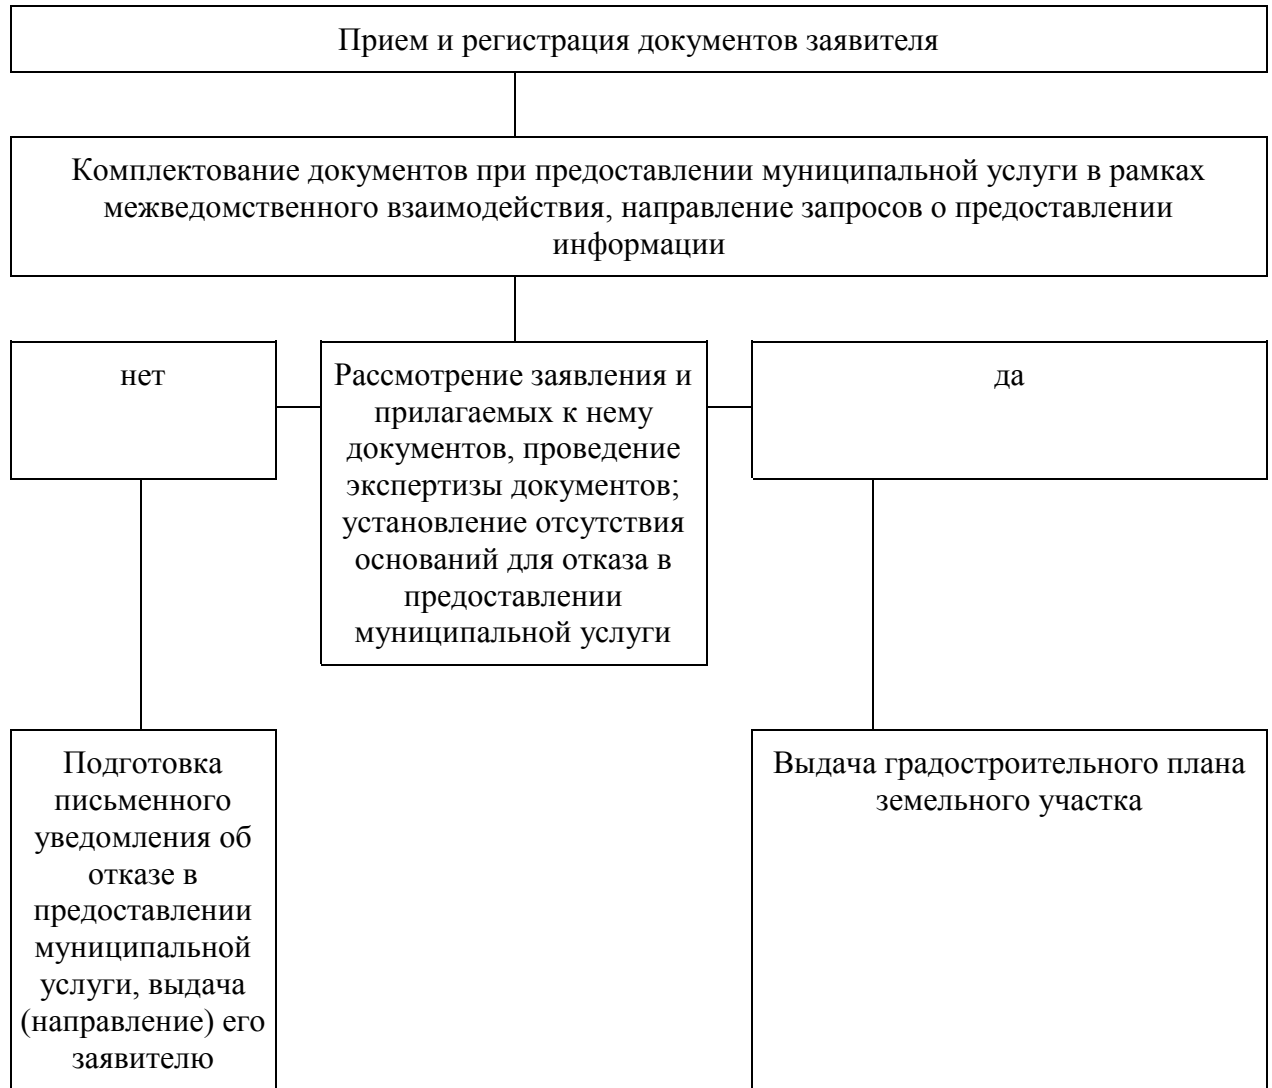 Прием и регистрация документов заявителя
Комплектование документов при предоставлении муниципальной услуги в рамках
межведомственного взаимодействия, направление запросов о предоставлении
информации
нет
Рассмотрение заявления и
прилагаемых к нему
документов, проведение
экспертизы документов;
установление отсутствия
оснований для отказа в
предоставлении
муниципальной услуги
да
Подготовка
письменного
уведомления об
отказе в
предоставлении
муниципальной
услуги, выдача
(направление) его
заявителю
Выдача градостроительного плана
земельного участка